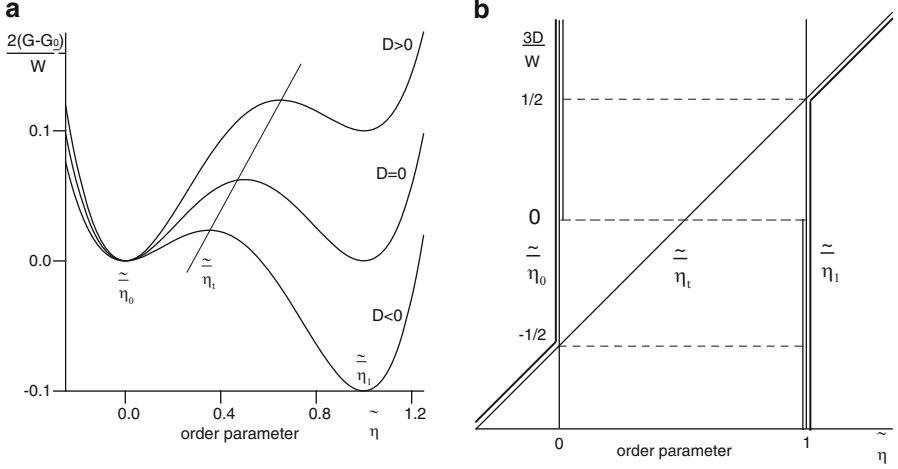 a
2(G-G0)
W
D>0
0.1
D=0
0.0
η̃0
η̃t
D<0
η̃1
-0.1
0.0 0.4 0.8 1.2
order parameter η̃
b
3D
W
1/2
0
η̃0
η̃t
η̃1
-1/2
0 1
order parameter η̃